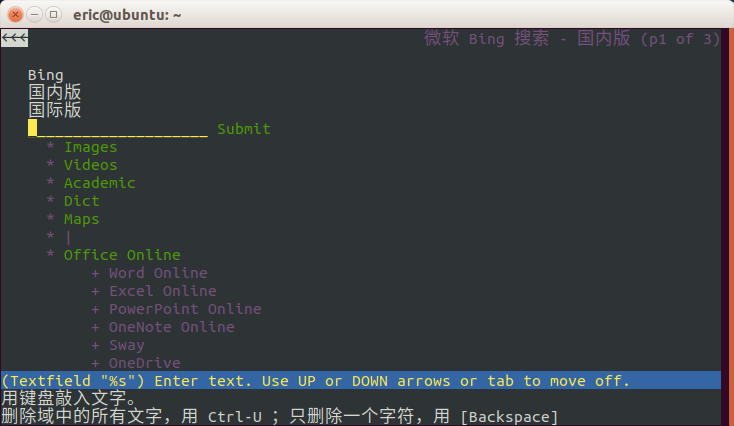 eric@ubuntu: ~
<<< 微软 Bing 搜索 - 国内版 (p1 of 3)
Bing
国内版
国际版
____________________ Submit
* Images
* Videos
* Academic
* Dict
* Maps
* |
* Office Online
+ Word Online
+ Excel Online
+ PowerPoint Online
+ OneNote Online
+ Sway
+ OneDrive
(Textfield "%s") Enter text. Use UP or DOWN arrows or tab to move off.
用键盘敲入文字。
删除域中的所有文字，用 Ctrl-U ；只删除一个字符，用 [Backspace]